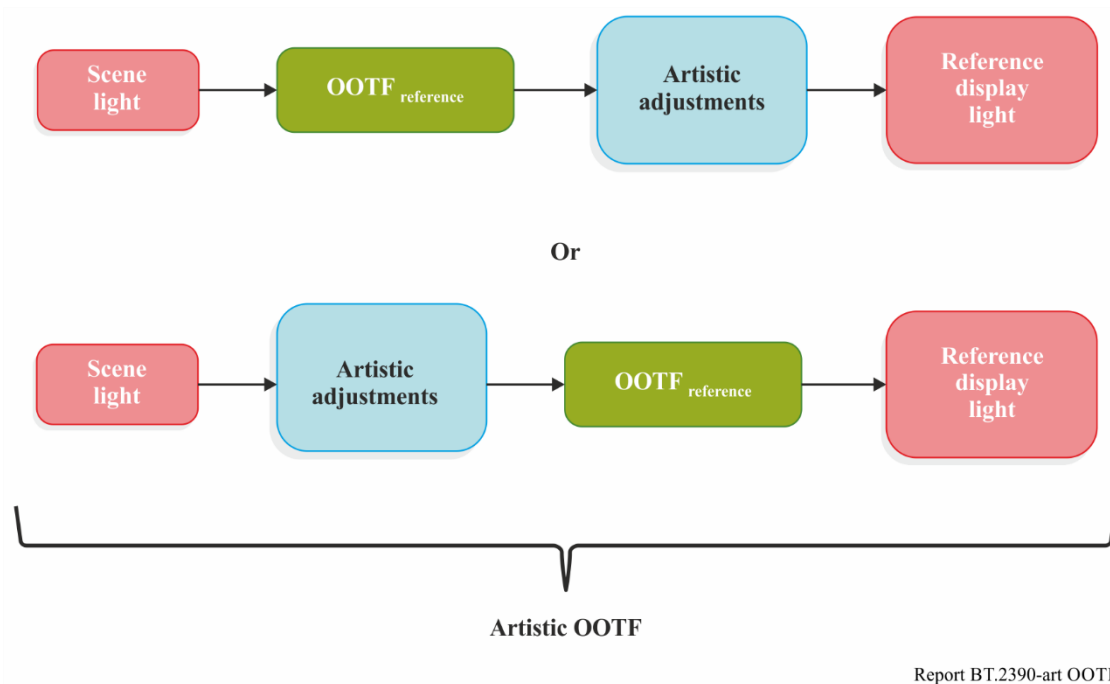 Scene
light
OOTF reference
Artistic
adjustments
Reference
display
light
Or
Scene
light
Artistic
adjustments
OOTF reference
Reference
display
light
Artistic OOTF
Report BT.2390-art OOTF